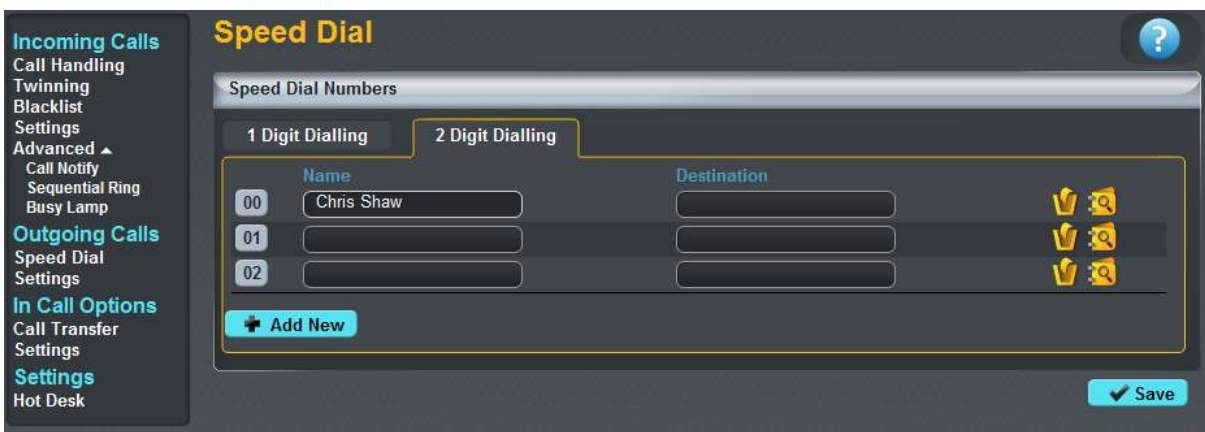 Incoming Calls
Call Handling
Twinning
Blacklist
Settings
Advanced
Call Notify
Sequential Ring
Busy Lamp
Outgoing Calls
Speed Dial
Settings
In Call Options
Call Transfer
Settings
Settings
Hot Desk
Speed Dial
?
Speed Dial Numbers
1 Digit Dialling 2 Digit Dialling
Name Destination
00 Chris Shaw
01
02
Add New
Save